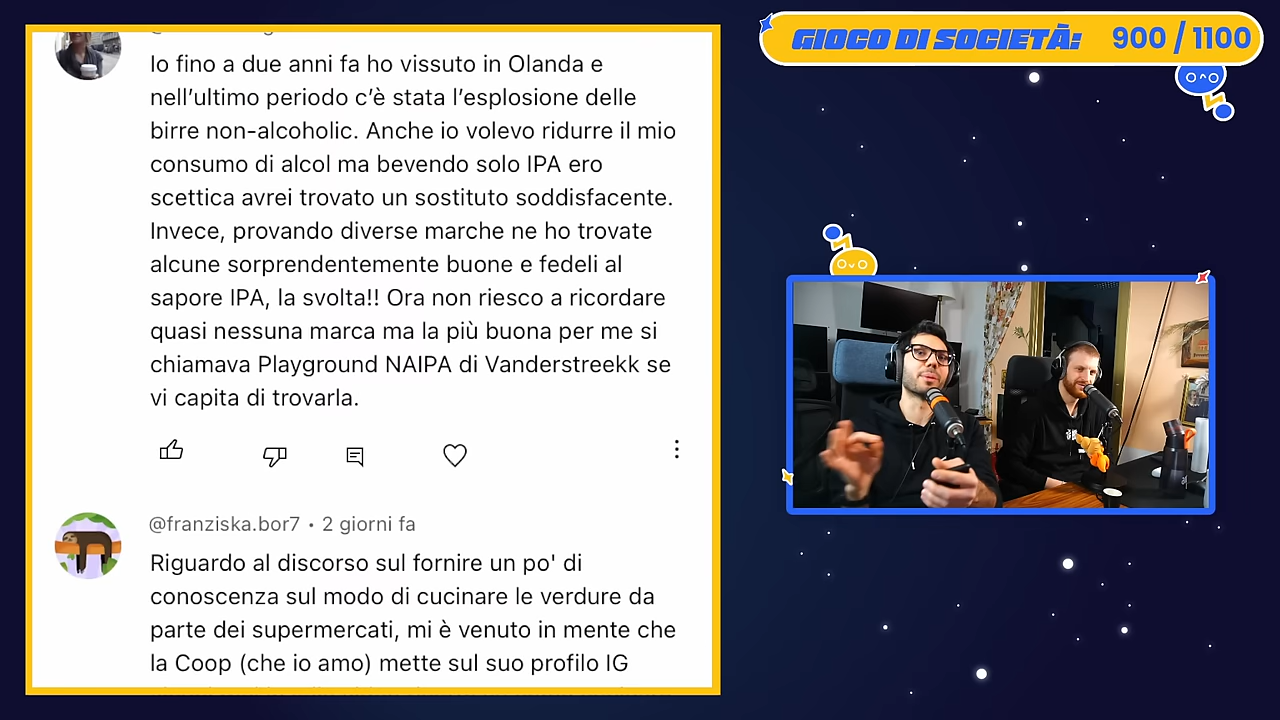 GIOCO DI SOCIETÀ: 900 / 1100
Io fino a due anni fa ho vissuto in Olanda e
nell'ultimo periodo c'è stata l'esplosione delle
birre non-alcoholic. Anche io volevo ridurre il mio
consumo di alcol ma bevendo solo IPA ero
scettica avrei trovato un sostituto soddisfacente.
Invece, provando diverse marche ne ho trovate
alcune sorprendentemente buone e fedeli al
sapore IPA, la svolta!! Ora non riesco a ricordare
quasi nessuna marca ma la più buona per me si
chiamava Playground NAIPA di Vanderstreekk se
vi capita di trovarla.
@franziska.bor7 • 2 giorni fa
Riguardo al discorso sul fornire un po' di
conoscenza sul modo di cucinare le verdure da
parte dei supermercati, mi è venuto in mente che
la Coop (che io amo) mette sul suo profilo IG